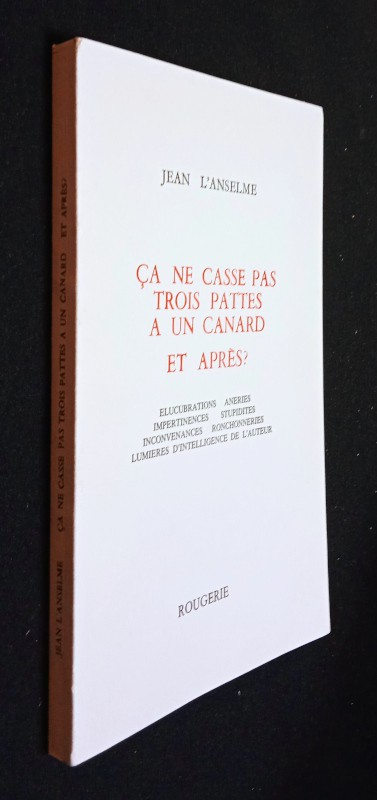 JEAN L'ANSELME
ÇA NE CASSE PAS
TROIS PATTES
A UN CANARD
ET APRÈS?
ELUCUBRATIONS ANERIES
IMPERTINENCES STUPIDITES
INCONVENANCES RONCHONNERIES
LUMIERES D'INTELLIGENCE DE L'AUTEUR
ROUGERIE
JEAN L'ANSELME ÇA NE CASSE PAS TROIS PATTES A UN CANARD ET APRÈS?